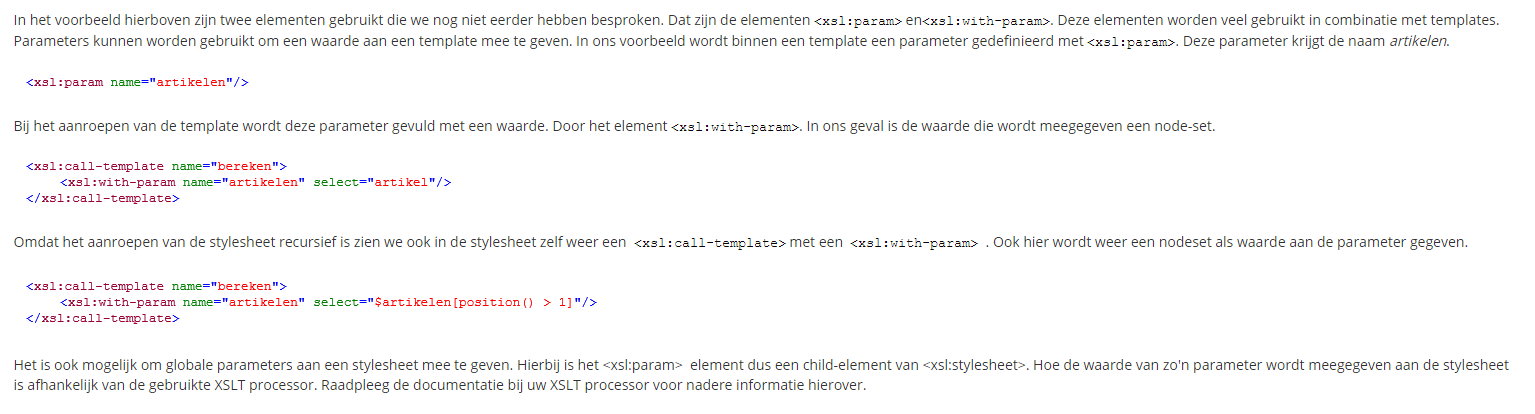 In het voorbeeld hierboven zijn twee elementen gebruikt die we nog niet eerder hebben besproken. Dat zijn de elementen <xsl:param> en<xsl:with-param>. Deze elementen worden veel gebruikt in combinatie met templates.
Parameters kunnen worden gebruikt om een waarde aan een template mee te geven. In ons voorbeeld wordt binnen een template een parameter gedefinieerd met <xsl:param>. Deze parameter krijgt de naam artikelen.
<xsl:param name="artikelen"/>
Bij het aanroepen van de template wordt deze parameter gevuld met een waarde. Door het element <xsl:with-param>. In ons geval is de waarde die wordt meegegeven een node-set.
<xsl:call-template name="bereken">
<xsl:with-param name="artikelen" select="artikel"/>
</xsl:call-template>
Omdat het aanroepen van de stylesheet recursief is zien we ook in de stylesheet zelf weer een <xsl:call-template> met een <xsl:with-param> . Ook hier wordt weer een nodeset als waarde aan de parameter gegeven.
<xsl:call-template name="bereken">
<xsl:with-param name="artikelen" select="$artikelen[position() > 1]"/>
</xsl:call-template>
Het is ook mogelijk om globale parameters aan een stylesheet mee te geven. Hierbij is het <xsl:param> element dus een child-element van <xsl:stylesheet>. Hoe de waarde van zo'n parameter wordt meegegeven aan de stylesheet
is afhankelijk van de gebruikte XSLT processor. Raadpleeg de documentatie bij uw XSLT processor voor nadere informatie hierover.